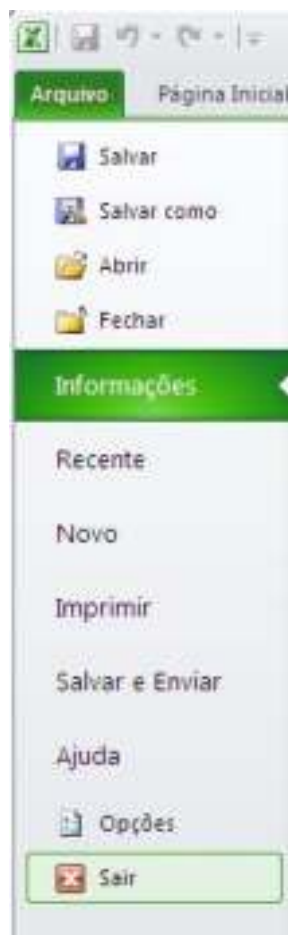 Arquivo Página Inicial
Salvar
Salvar como
Abrir
Fechar
Informações
Recente
Novo
Imprimir
Salvar e Enviar
Ajuda
Opções
Sair